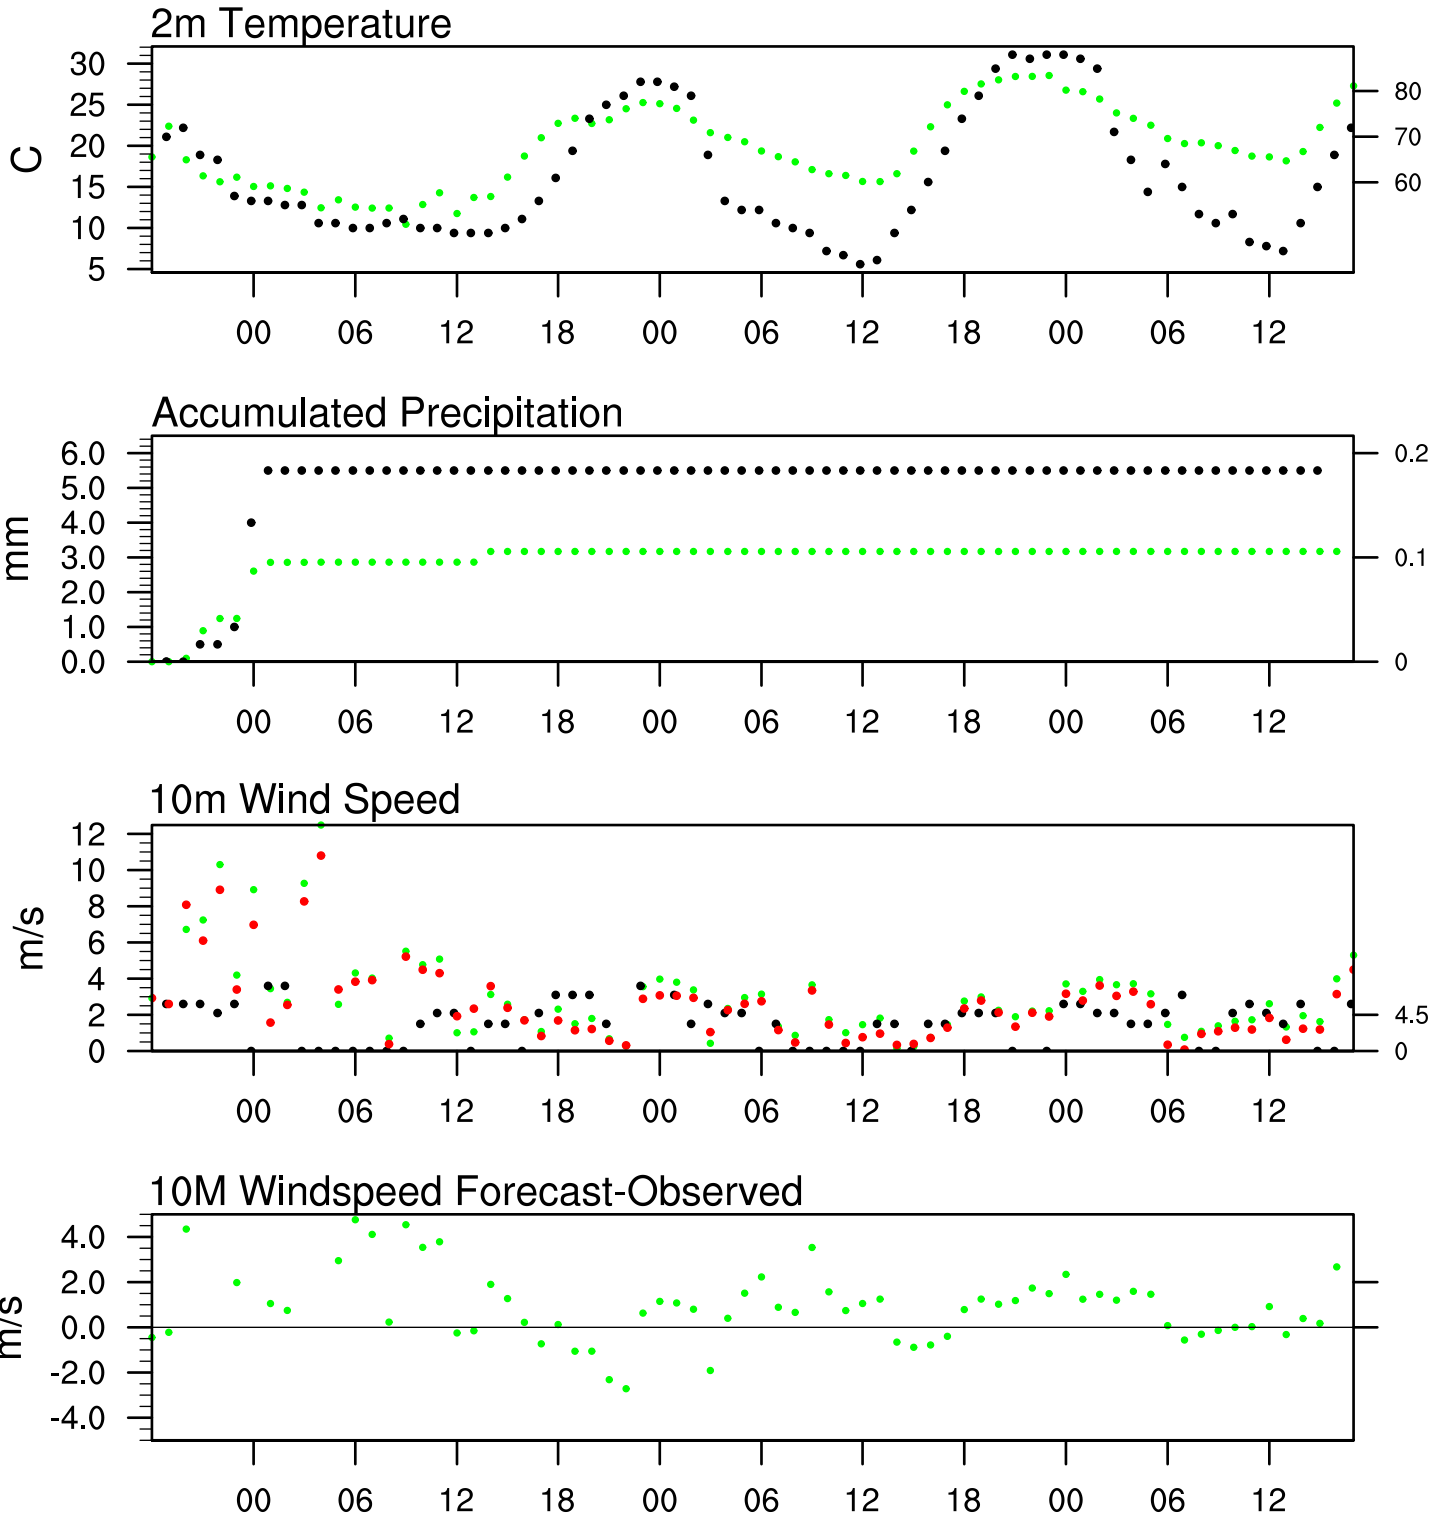 2m Temperature
30
25
20
15
10
5
C
80
70
60
00 06 12 18 00 06 12 18 00 06 12
Accumulated Precipitation
6.0
5.0
4.0
3.0
2.0
1.0
0.0
mm
0.2
0.1
0
00 06 12 18 00 06 12 18 00 06 12
10m Wind Speed
12
10
8
6
4
2
0
m/s
4.5
0
00 06 12 18 00 06 12 18 00 06 12
10M Windspeed Forecast-Observed
4.0
2.0
0.0
-2.0
-4.0
m/s
00 06 12 18 00 06 12 18 00 06 12